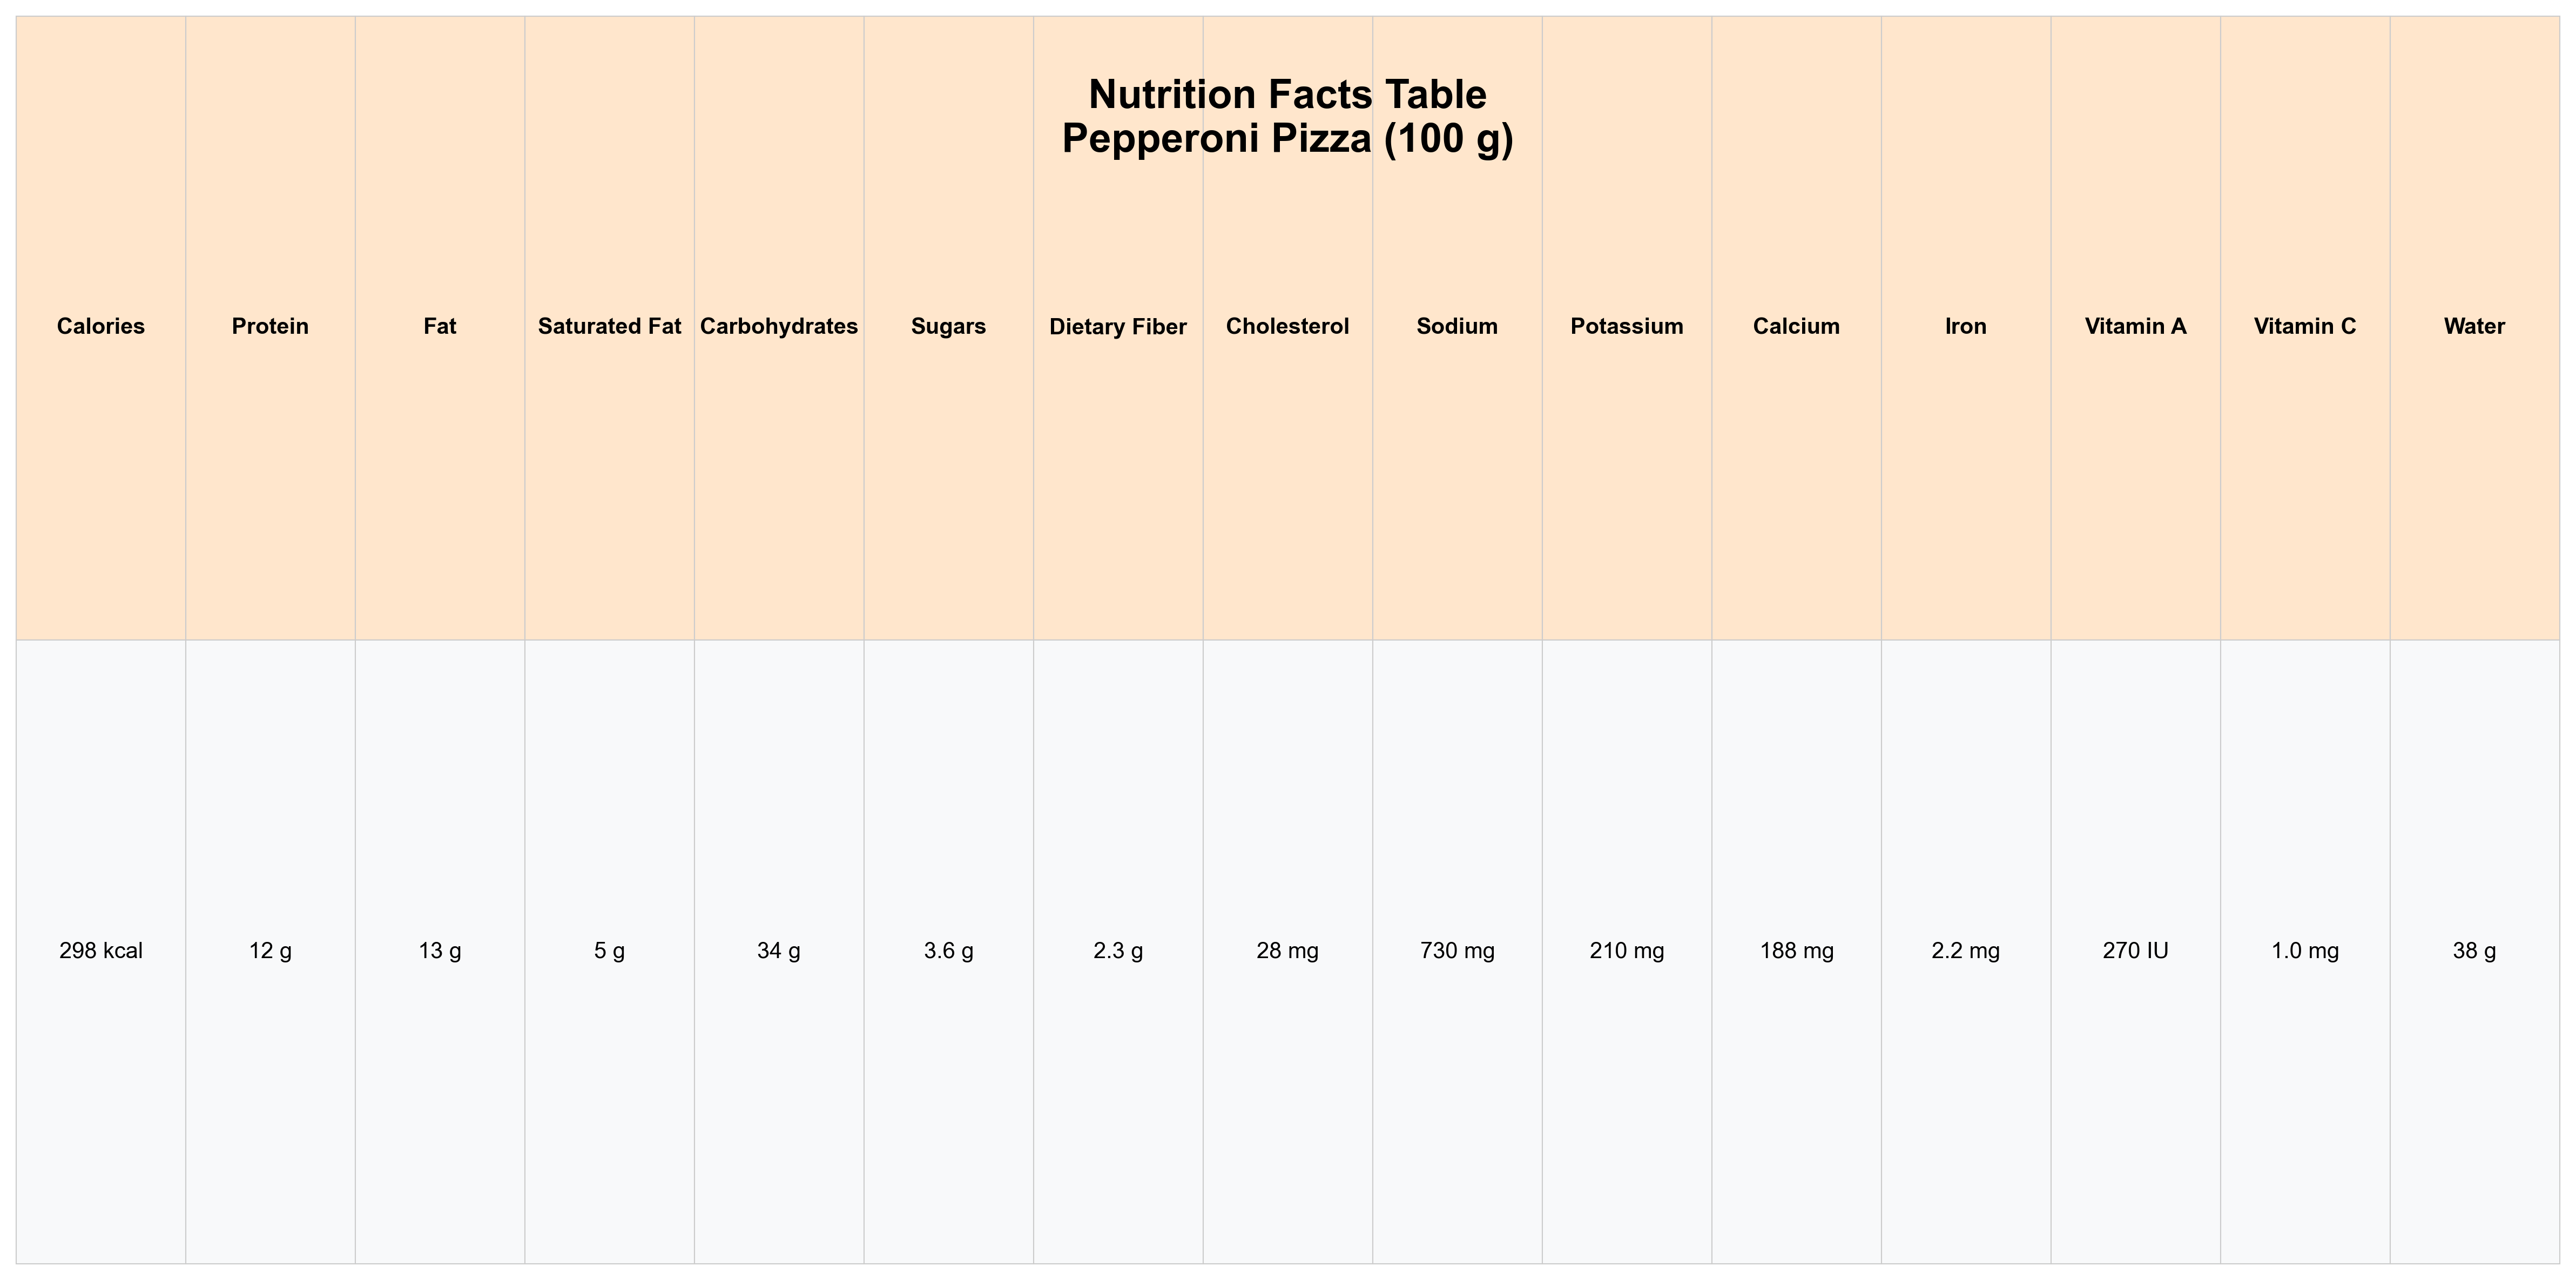 Nutrition Facts Table
Pepperoni Pizza (100 g)
Calories Protein Fat Saturated Fat Carbohydrates Sugars Dietary Fiber Cholesterol Sodium Potassium Calcium Iron Vitamin A Vitamin C Water
298 kcal 12 g 13 g 5 g 34 g 3.6 g 2.3 g 28 mg 730 mg 210 mg 188 mg 2.2 mg 270 IU 1.0 mg 38 g